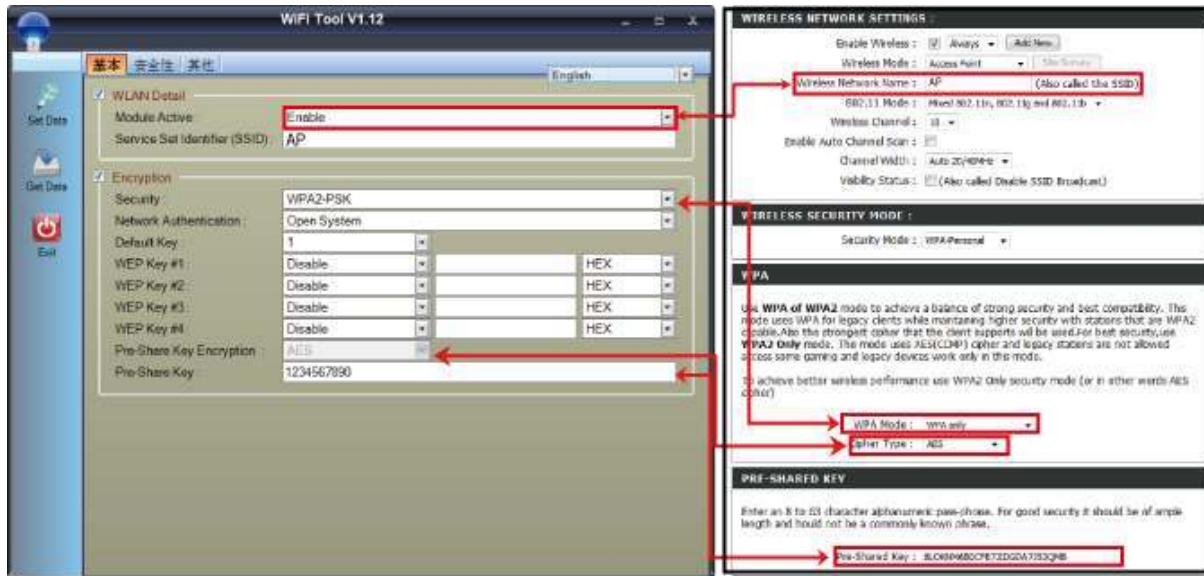 WiFi Tool V1.12
基本 安全性 其他
English
WLAN Detail
Module Active : Enable
Service Set Identifier (SSID) : AP
Encryption
Security : WPA2-PSK
Network Authentication : Open System
Default Key : 1
WEP Key #1 : Disable HEX
WEP Key #2 : Disable HEX
WEP Key #3 : Disable HEX
WEP Key #4 : Disable HEX
Pre-Share Key Encryption : AES
Pre-Share Key : 1234567890
Set Data
Get Data
Exit
WIRELESS NETWORK SETTINGS :
Enable Wireless : Always Add New
Wireless Mode : Access Point Site Survey
Wireless Network Name : AP (Also called the SSID)
802.11 Mode : Mixed 802.11n, 802.11g and 802.11b
Wireless Channel :
Enable Auto Channel Scan :
Channel Width : Auto 20/40MHz
Visibility Status : (Also called Disable SSID Broadcast)
WIRELESS SECURITY MODE :
Security Mode : WPA-Personal
WPA
Use WPA of WPA2 mode to achieve a balance of strong security and best compatibility. This
mode uses WPA for legacy clients while mantaining higher security with stations that are WPA2
capable.Also the strongest cipher that the client supports will be used.For best security,use
WPA2 Only mode. The mode uses AES(CCMP) cipher and legacy stations are not allowed
access some gaming and legacy devices work only in this mode.
To achieve better wireless performance use WPA2 Only security mode (or in other words AES
cipher)
WPA Mode : WPA only
Cipher Type : AES
PRE-SHARED KEY
Enter an 8 to 63 character alphanumeric pass-phrase. For good security it should be of ample
length and hould not be a commonly known phrase.
Pre-Shared Key :